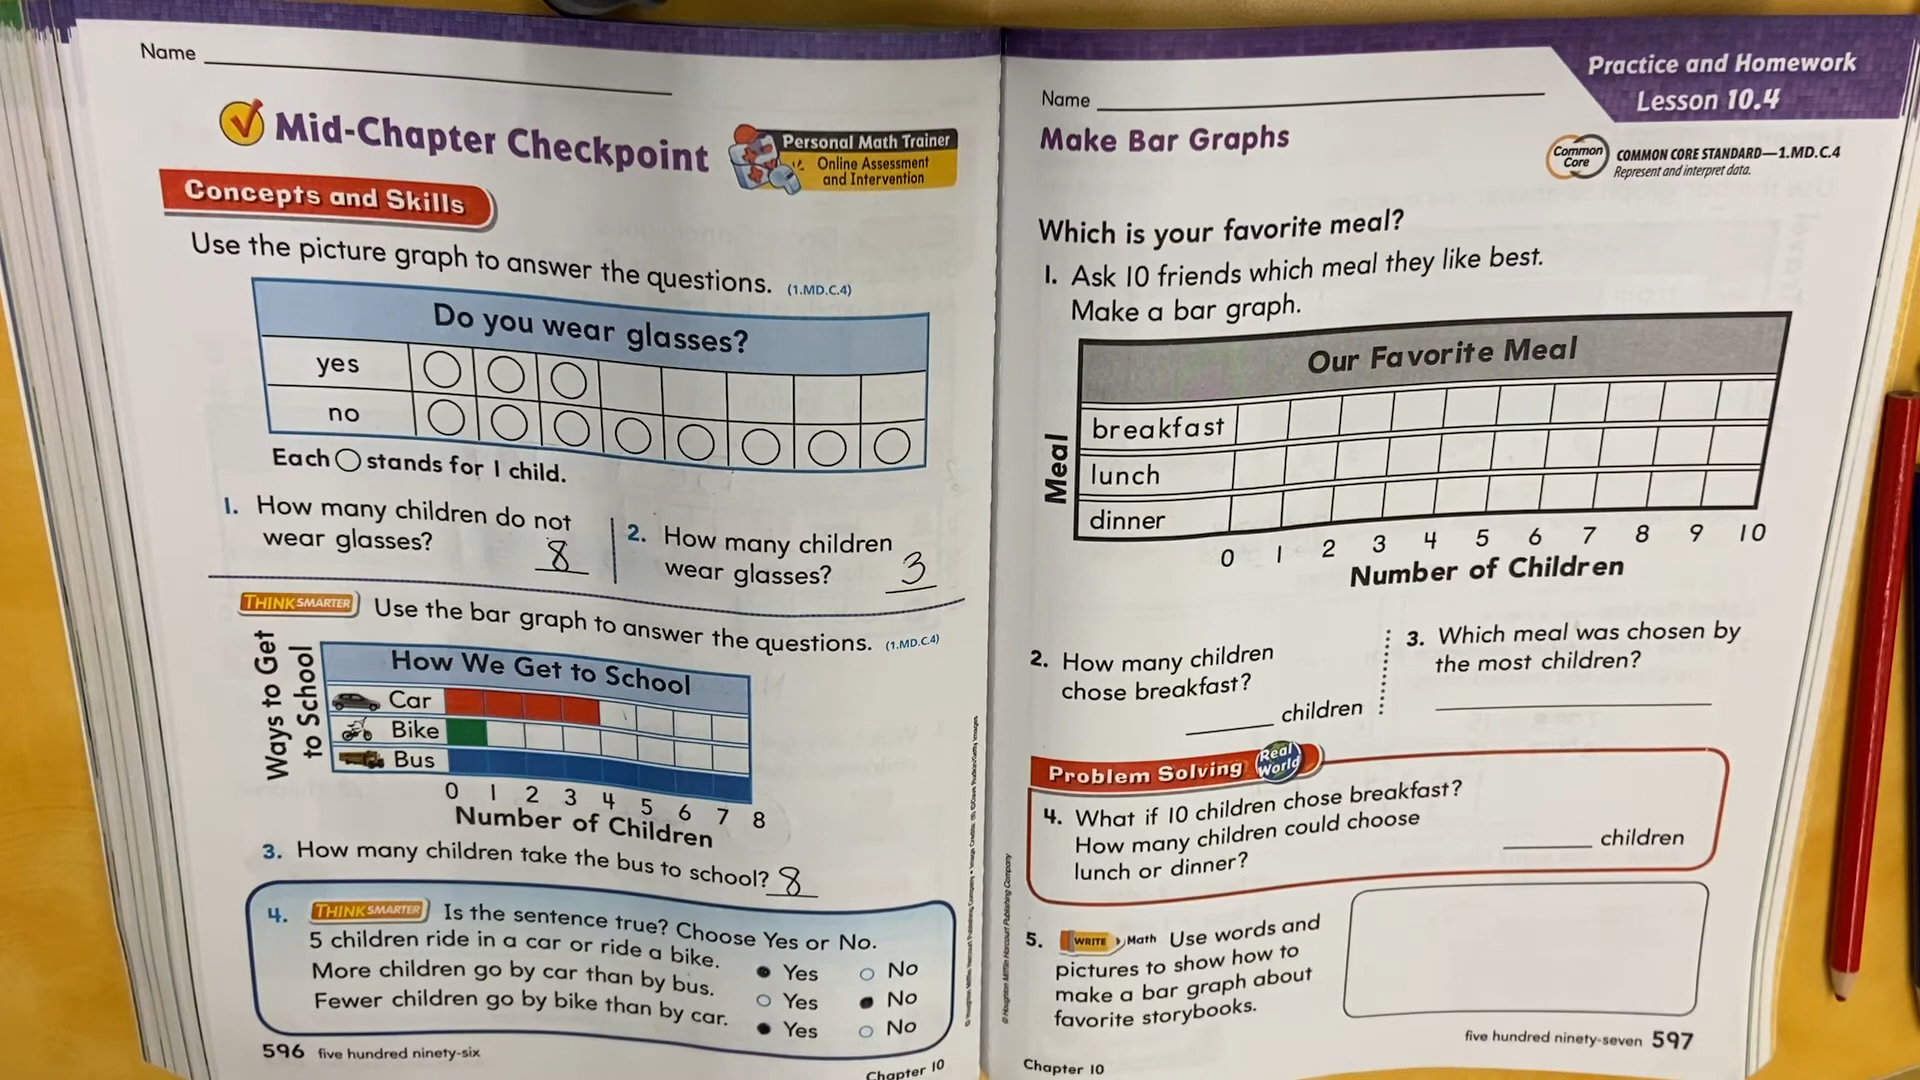 Name
Mid-Chapter Checkpoint
Personal Math Trainer
Online Assessment
and Intervention
Concepts and Skills
Use the picture graph to answer the questions. (1.MD.C.4)
Do you wear glasses?
yes
no
Each ○ stands for 1 child.
1. How many children do not
wear glasses? 8
2. How many children
wear glasses? 3
THINK SMARTER Use the bar graph to answer the questions. (1.MD.C.4)
Ways to Get
to School
How We Get to School
Car
Bike
Bus
0 1 2 3 4 5 6 7 8
Number of Children
3. How many children take the bus to school? 8
4. THINK SMARTER Is the sentence true? Choose Yes or No.
5 children ride in a car or ride a bike. ● Yes ○ No
More children go by car than by bus. ○ Yes ● No
Fewer children go by bike than by car. ● Yes ○ No
596 five hundred ninety-six
Chapter 10
Practice and Homework
Lesson 10.4
Name
Make Bar Graphs
Common
Core
COMMON CORE STANDARD—1.MD.C.4
Represent and interpret data.
Which is your favorite meal?
1. Ask 10 friends which meal they like best.
Make a bar graph.
Our Favorite Meal
Meal
breakfast
lunch
dinner
0 1 2 3 4 5 6 7 8 9 10
Number of Children
2. How many children
chose breakfast?
children
3. Which meal was chosen by
the most children?
Problem Solving Real World
4. What if 10 children chose breakfast?
How many children could choose
lunch or dinner?
children
5. WRITE Math Use words and
pictures to show how to
make a bar graph about
favorite storybooks.
© Houghton Mifflin Harcourt Publishing Company
five hundred ninety-seven 597
Chapter 10